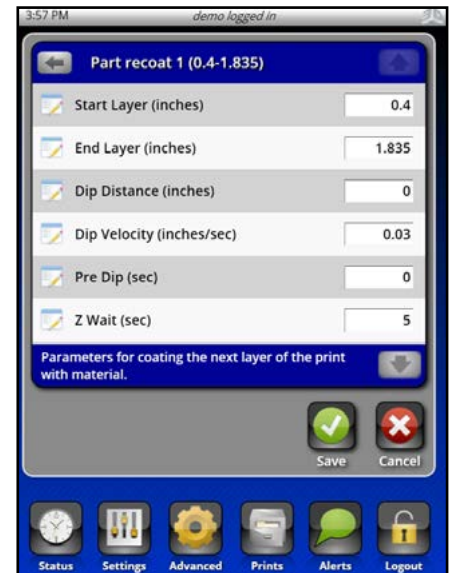 3:57 PM demo logged in
Part recoat 1 (0.4-1.835)
Start Layer (inches) 0.4
End Layer (inches) 1.835
Dip Distance (inches) 0
Dip Velocity (inches/sec) 0.03
Pre Dip (sec) 0
Z Wait (sec) 5
Parameters for coating the next layer of the print
with material.
Save Cancel
Status Settings Advanced Prints Alerts Logout